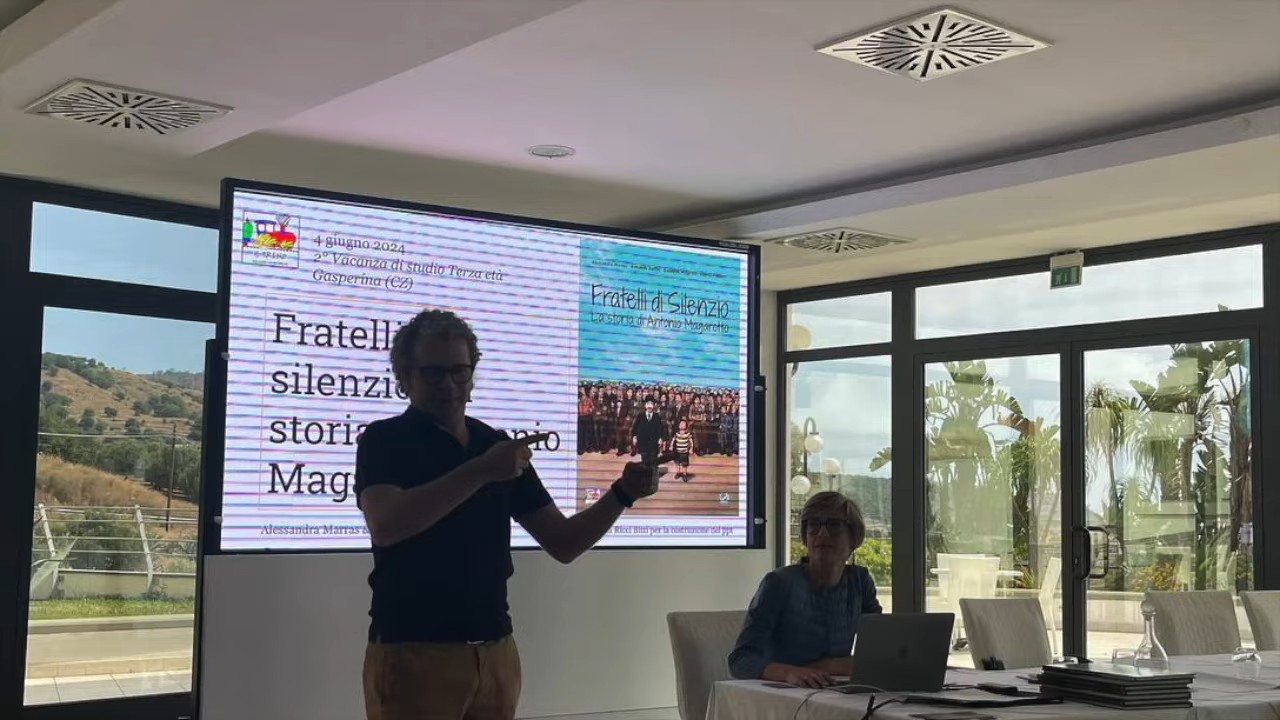 4 giugno 2024
2° Vacanza di studio Terza età
Gasperina (CZ)
Fratelli
silenzio
storia nio
Mag
Alessandra Marras
Ricci Bitti per la costruzione del ppt
Fratelli di Silenzio
La storia di Antonio Magarotto